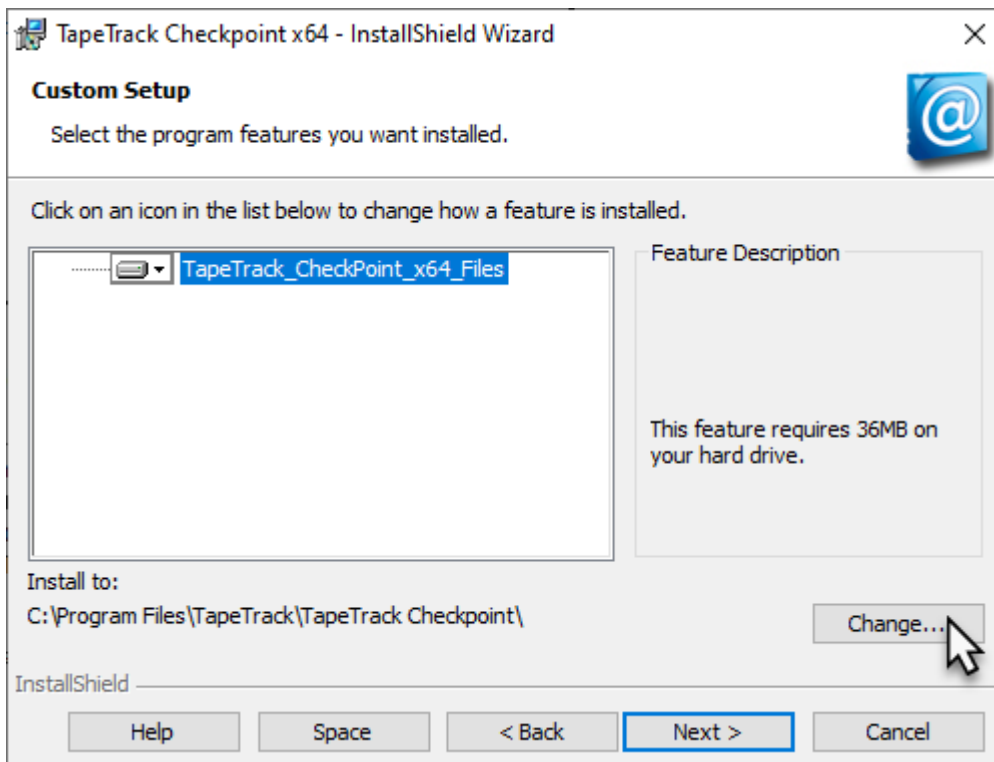 TapeTrack Checkpoint x64 - InstallShield Wizard
Custom Setup
Select the program features you want installed.
Click on an icon in the list below to change how a feature is installed.
TapeTrack_CheckPoint_x64_Files
Feature Description
This feature requires 36MB on
your hard drive.
Install to:
C:\Program Files\TapeTrack\TapeTrack Checkpoint\
Change...
InstallShield
Help
Space
< Back
Next >
Cancel